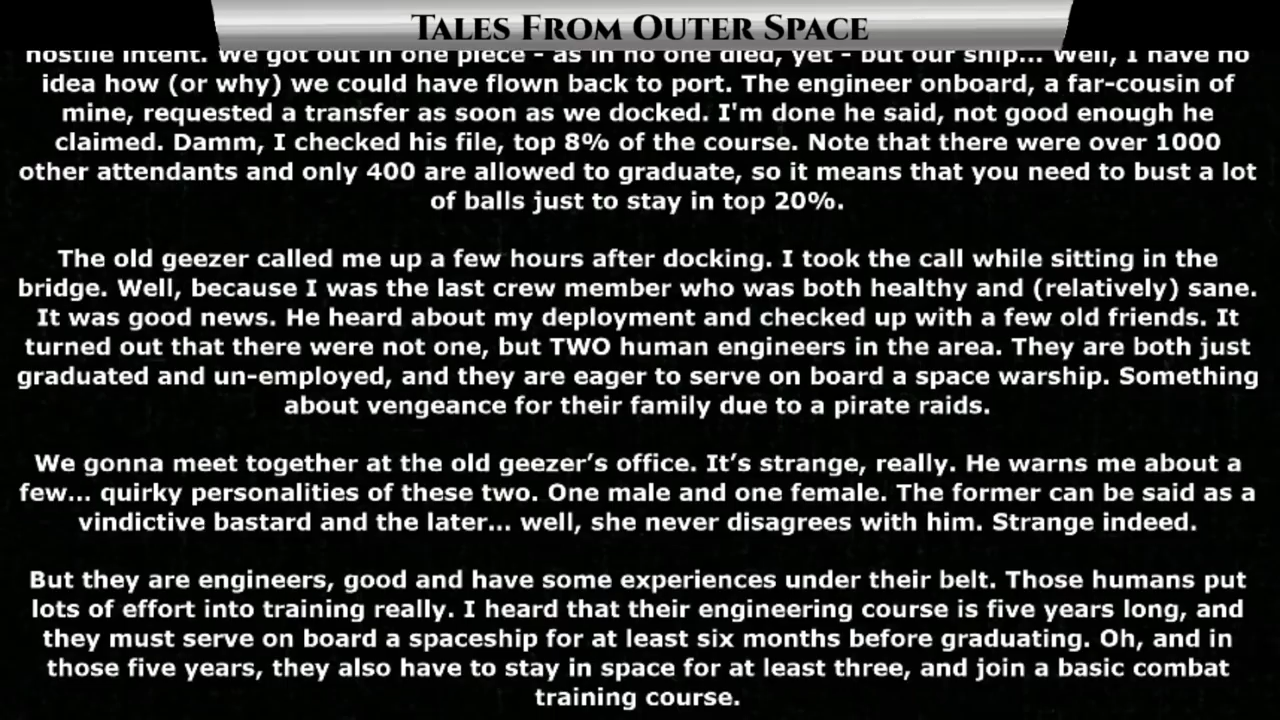 TALES FROM OUTER SPACE
hostile intent. We got out in one piece - as in no one died, yet - but our ship... Well, I have no
idea how (or why) we could have flown back to port. The engineer onboard, a far-cousin of
mine, requested a transfer as soon as we docked. I'm done he said, not good enough he
claimed. Damm, I checked his file, top 8% of the course. Note that there were over 1000
other attendants and only 400 are allowed to graduate, so it means that you need to bust a lot
of balls just to stay in top 20%.
The old geezer called me up a few hours after docking. I took the call while sitting in the
bridge. Well, because I was the last crew member who was both healthy and (relatively) sane.
It was good news. He heard about my deployment and checked up with a few old friends. It
turned out that there were not one, but TWO human engineers in the area. They are both just
graduated and un-employed, and they are eager to serve on board a space warship. Something
about vengeance for their family due to a pirate raids.
We gonna meet together at the old geezer’s office. It’s strange, really. He warns me about a
few... quirky personalities of these two. One male and one female. The former can be said as a
vindictive bastard and the later... well, she never disagrees with him. Strange indeed.
But they are engineers, good and have some experiences under their belt. Those humans put
lots of effort into training really. I heard that their engineering course is five years long, and
they must serve on board a spaceship for at least six months before graduating. Oh, and in
those five years, they also have to stay in space for at least three, and join a basic combat
training course.